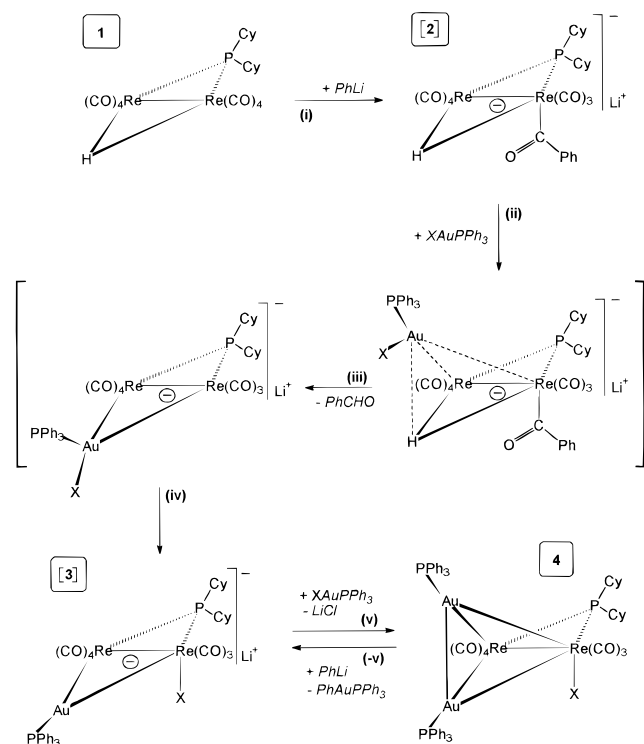 1
Cy
P
Cy
(CO)₄Re
Re(CO)₄
H
+ PhLi
(i)
[2]
Cy
P
Cy
−
(CO)₄Re
⊖
Re(CO)₃
Li⁺
H
C
O
Ph
(ii)
+ XAuPPh₃
PPh₃
Au
X
Cy
P
Cy
−
(CO)₄Re
⊖
Re(CO)₃
Li⁺
H
C
O
Ph
(iii)
- PhCHO
Cy
P
Cy
−
(CO)₄Re
⊖
Re(CO)₃
Li⁺
PPh₃
Au
X
(iv)
[3]
Cy
P
Cy
−
(CO)₄Re
⊖
Re(CO)₃
Li⁺
Au
X
PPh₃
+ XAuPPh₃
- LiCl
(v)
(-v)
+ PhLi
- PhAuPPh₃
4
PPh₃
Au
Cy
P
Cy
(CO)₄Re
Re(CO)₃
Au
X
PPh₃